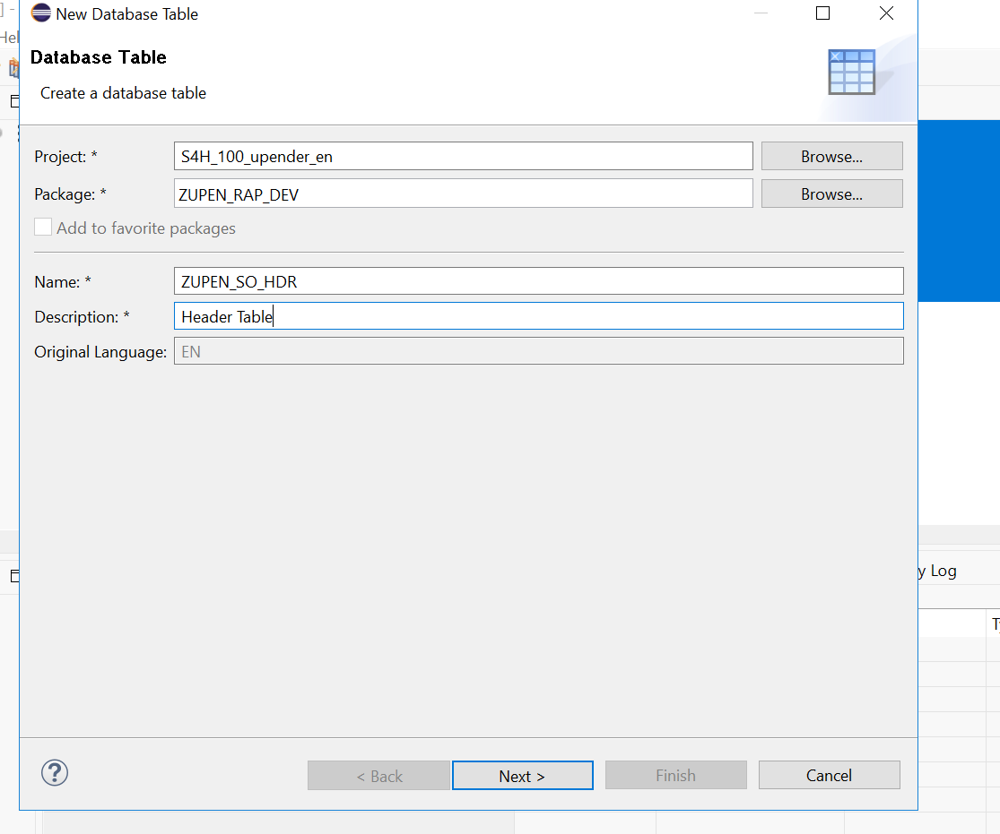 New Database Table
Hel
Database Table
Create a database table
Project: * S4H_100_upender_en Browse...
Package: * ZUPEN_RAP_DEV Browse...
Add to favorite packages
Name: * ZUPEN_SO_HDR
Description: * Header Table
Original Language: EN
y Log
< Back Next > Finish Cancel